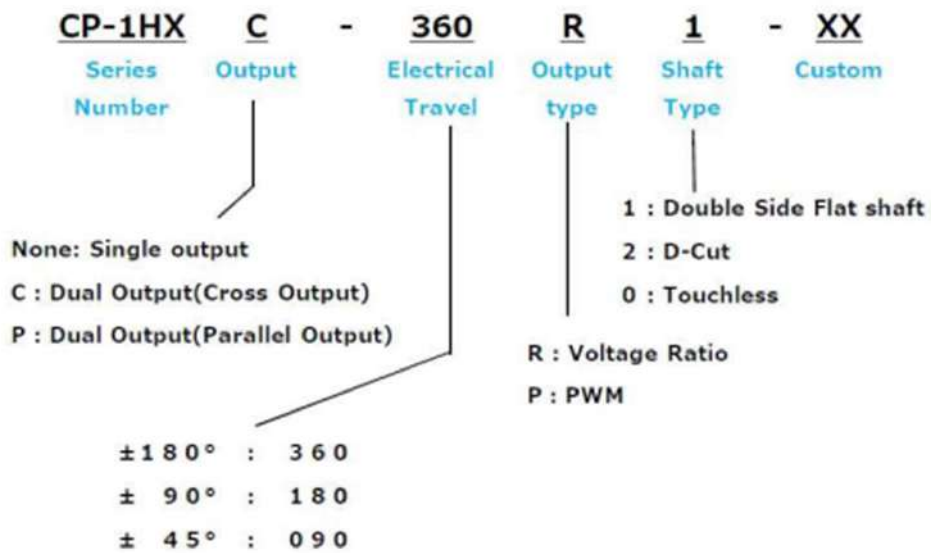 CP-1HX C - 360 R 1 - XX
Series Output Electrical Output Shaft Custom
Number Travel type Type
1 : Double Side Flat shaft
None: Single output
2 : D-Cut
C : Dual Output(Cross Output)
0 : Touchless
P : Dual Output(Parallel Output)
R : Voltage Ratio
P : PWM
±180° : 360
± 90° : 180
± 45° : 090